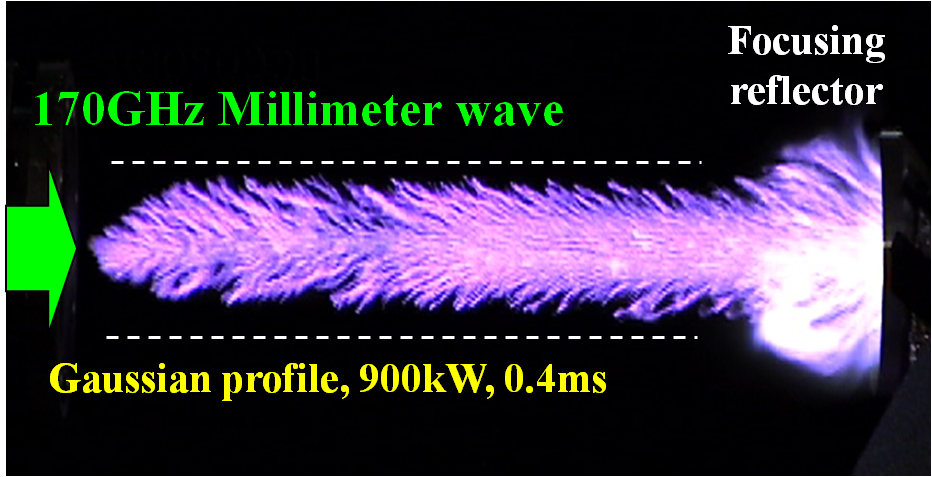 Focusing
reflector
170GHz Millimeter wave
Gaussian profile, 900kW, 0.4ms